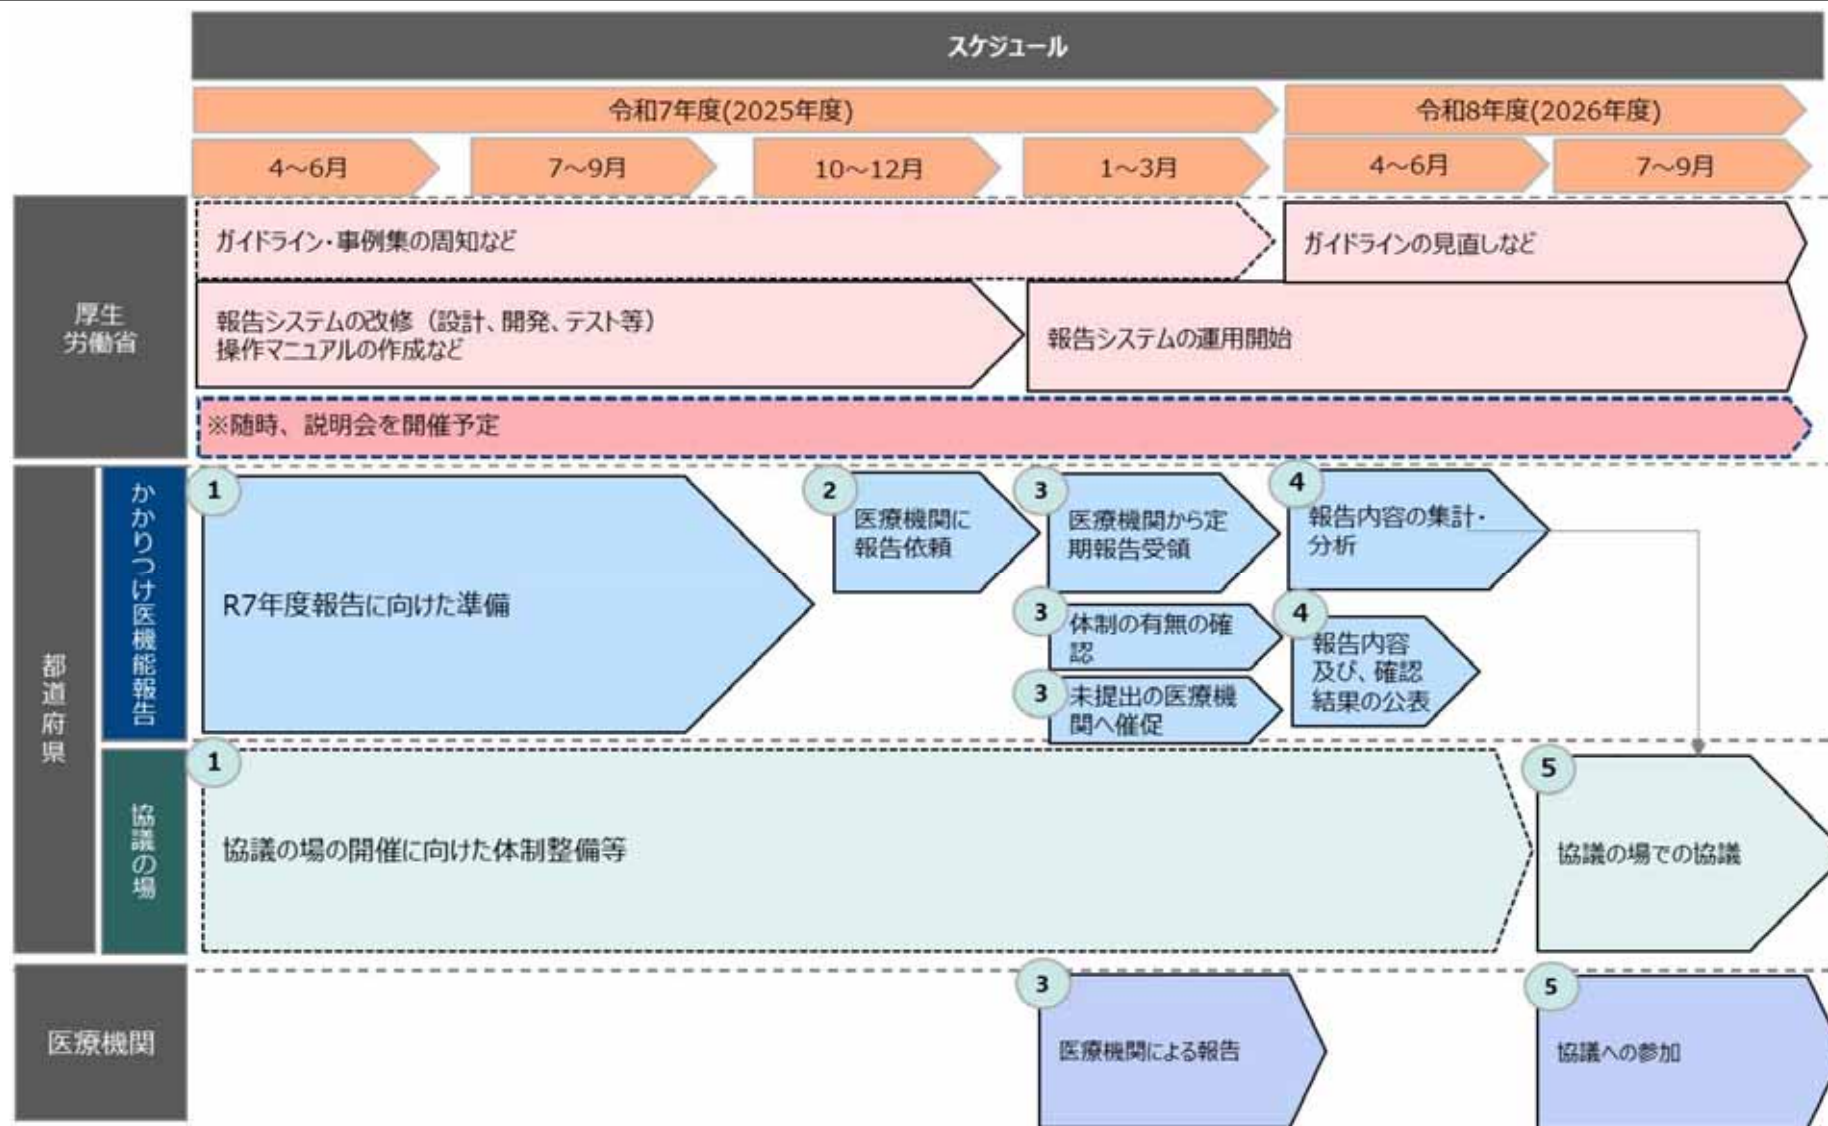 スケジュール
令和7年度(2025年度)
令和8年度(2026年度)
4～6月
7～9月
10～12月
1～3月
4～6月
7～9月
厚生
労働省
ガイドライン・事例集の周知など
ガイドラインの見直しなど
報告システムの改修（設計、開発、テスト等）
操作マニュアルの作成など
報告システムの運用開始
※随時、説明会を開催予定
都道府県
かかりつけ医機能報告
1
R7年度報告に向けた準備
2
医療機関に
報告依頼
3
医療機関から定
期報告受領
4
報告内容の集計・
分析
3
体制の有無の確
認
4
報告内容
及び、確認
結果の公表
3
未提出の医療機
関へ催促
協議の場
1
協議の場の開催に向けた体制整備等
5
協議の場での協議
医療機関
3
医療機関による報告
5
協議への参加